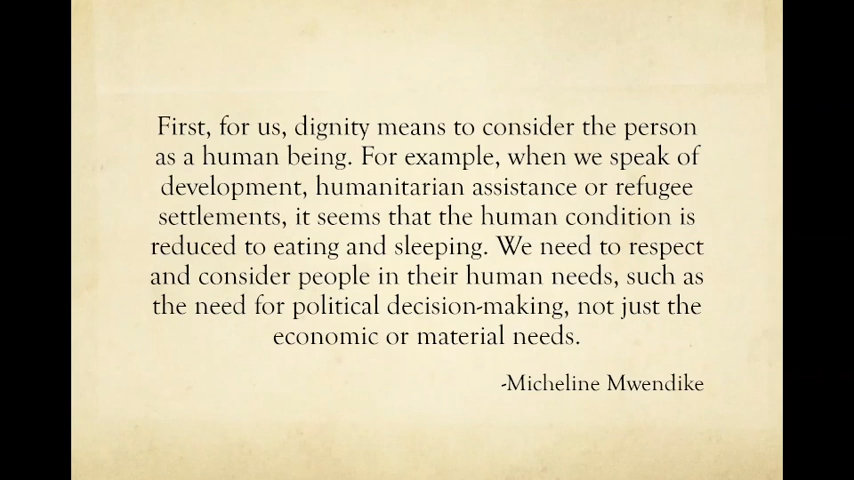 First, for us, dignity means to consider the person
as a human being. For example, when we speak of
development, humanitarian assistance or refugee
settlements, it seems that the human condition is
reduced to eating and sleeping. We need to respect
and consider people in their human needs, such as
the need for political decision-making, not just the
economic or material needs.
-Micheline Mwendike